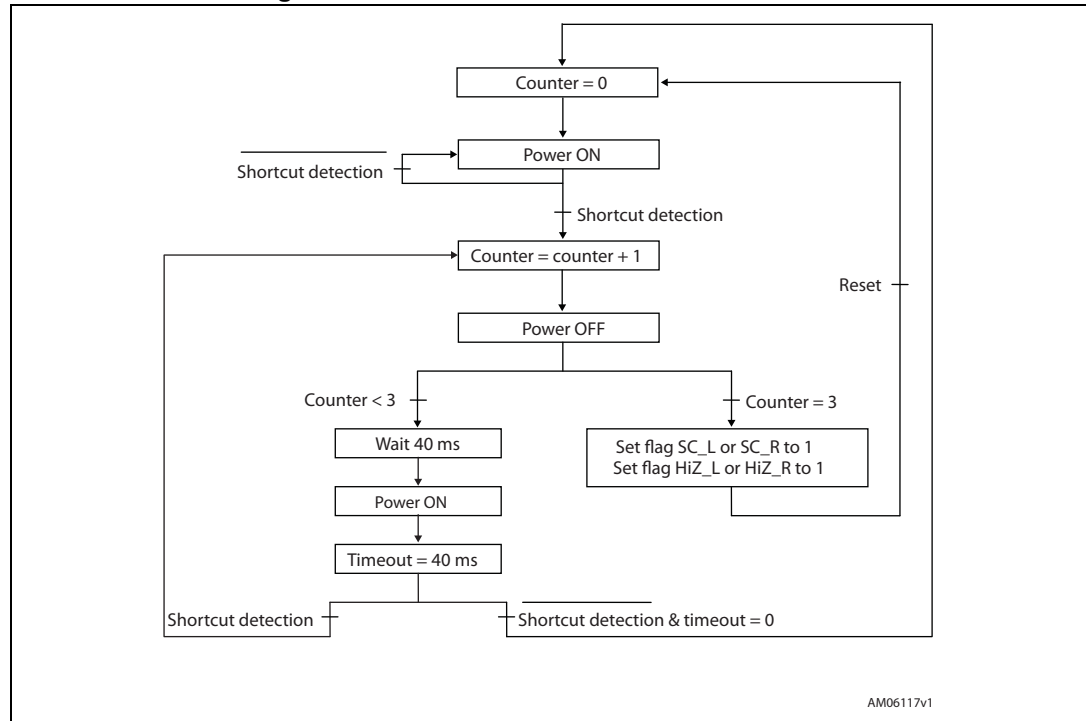 Counter = 0
Power ON
Shortcut detection
Shortcut detection
Counter = counter + 1
Reset
Power OFF
Counter < 3
Counter = 3
Wait 40 ms
Set flag SC_L or SC_R to 1
Set flag HiZ_L or HiZ_R to 1
Power ON
Timeout = 40 ms
Shortcut detection
Shortcut detection & timeout = 0
AM06117v1